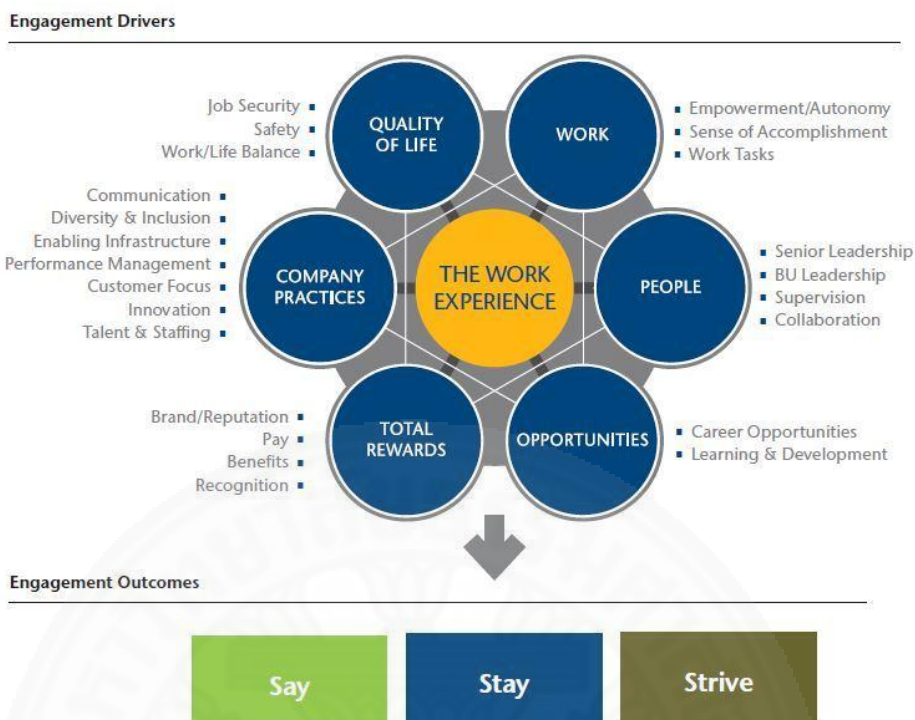 Engagement Drivers
Job Security
Safety
Work/Life Balance
QUALITY
OF LIFE
WORK
Empowerment/Autonomy
Sense of Accomplishment
Work Tasks
Communication
Diversity & Inclusion
Enabling Infrastructure
Performance Management
Customer Focus
Innovation
Talent & Staffing
COMPANY
PRACTICES
THE WORK
EXPERIENCE
PEOPLE
Senior Leadership
BU Leadership
Supervision
Collaboration
Brand/Reputation
Pay
Benefits
Recognition
TOTAL
REWARDS
OPPORTUNITIES
Career Opportunities
Learning & Development
Engagement Outcomes
Say
Stay
Strive